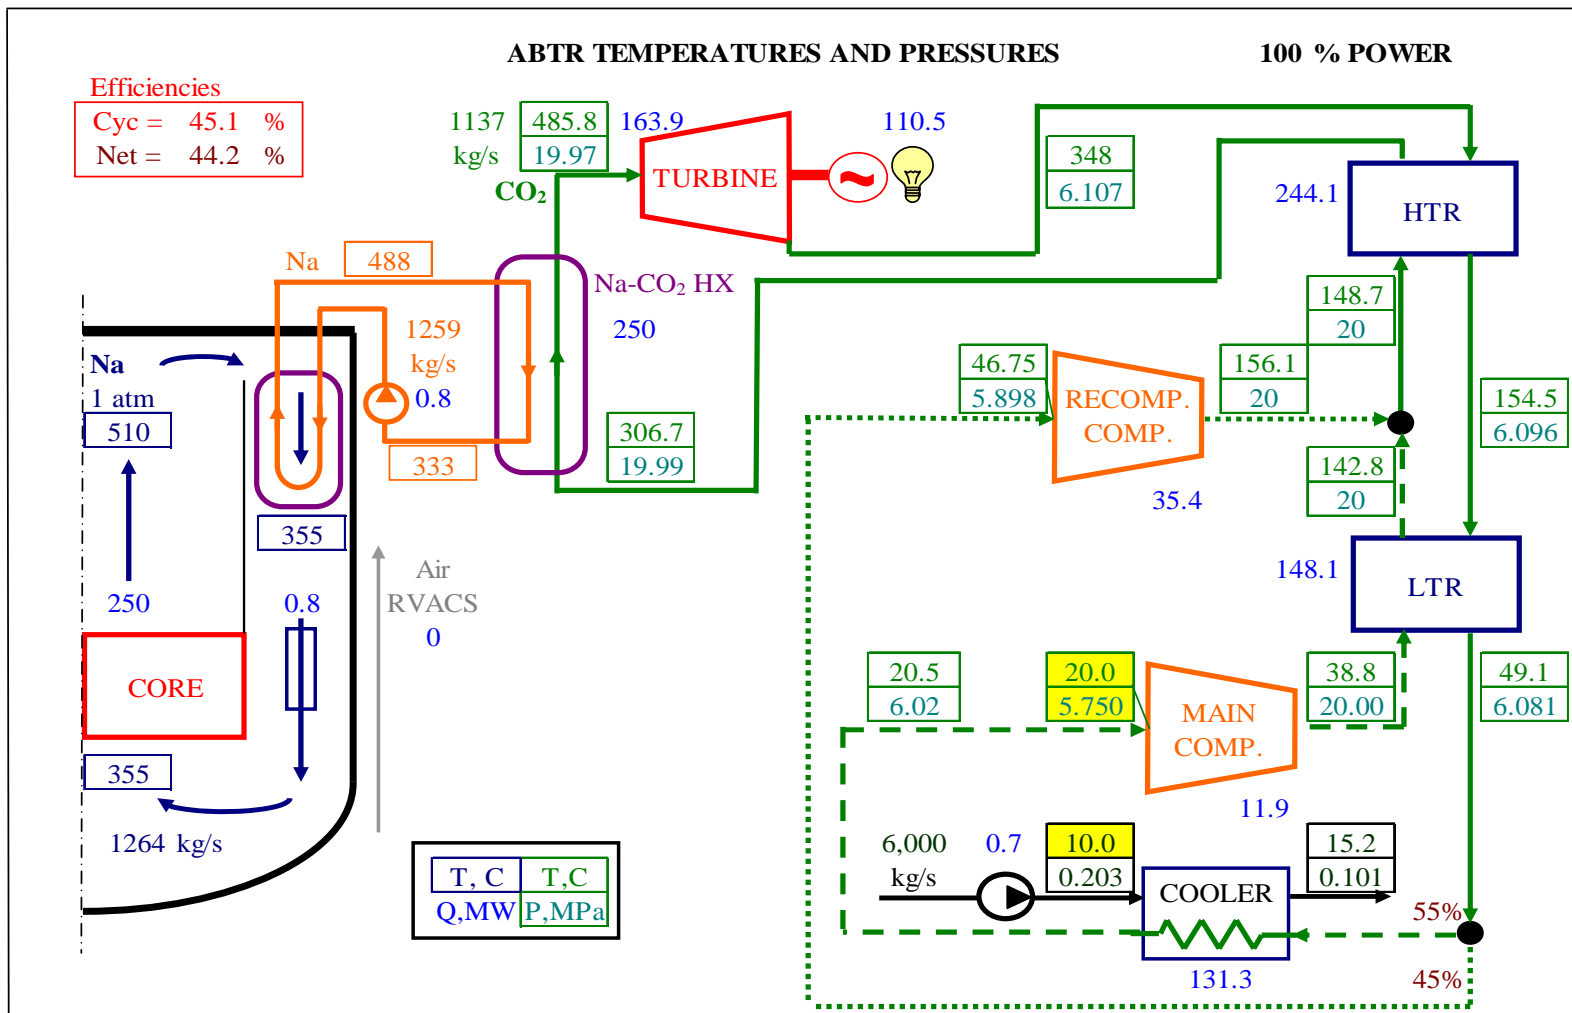 ABTR TEMPERATURES AND PRESSURES 100 % POWER
Efficiencies
Cyc = 45.1 %
Net = 44.2 %
1137
kg/s
485.8
19.97
CO₂
163.9
TURBINE
~
110.5
348
6.107
244.1
HTR
Na
488
Na-CO₂ HX
250
1259
kg/s
0.8
333
306.7
19.99
148.7
20
46.75
5.898
RECOMP.
COMP.
35.4
156.1
20
142.8
20
154.5
6.096
Na
1 atm
510
355
250
0.8
Air
RVACS
0
CORE
355
1264 kg/s
148.1
LTR
20.5
6.02
20.0
5.750
MAIN
COMP.
11.9
38.8
20.00
49.1
6.081
6,000
kg/s
0.7
10.0
0.203
COOLER
131.3
15.2
0.101
55%
45%
T, C T,C
Q,MW P,MPa